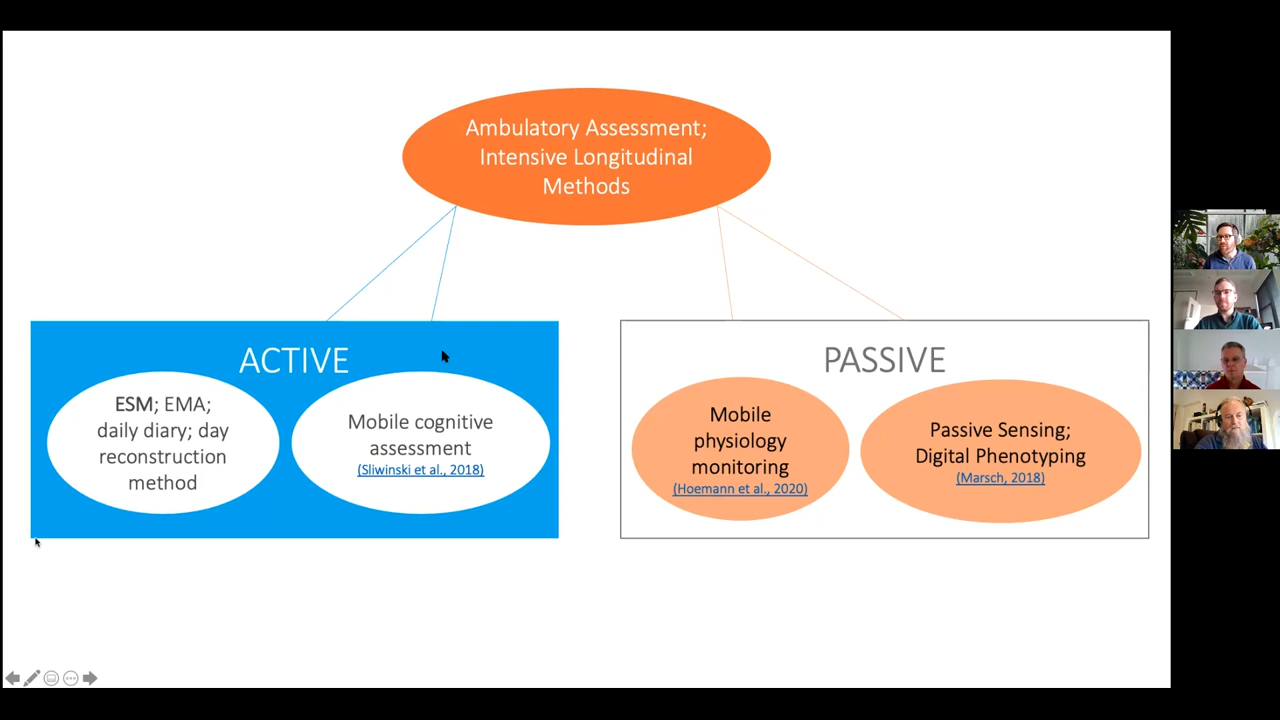 Ambulatory Assessment;
Intensive Longitudinal
Methods
ACTIVE
ESM; EMA;
daily diary; day
reconstruction
method
Mobile cognitive
assessment
(Sliwinski et al., 2018)
PASSIVE
Mobile
physiology
monitoring
(Hoemann et al., 2020)
Passive Sensing;
Digital Phenotyping
(Marsch, 2018)